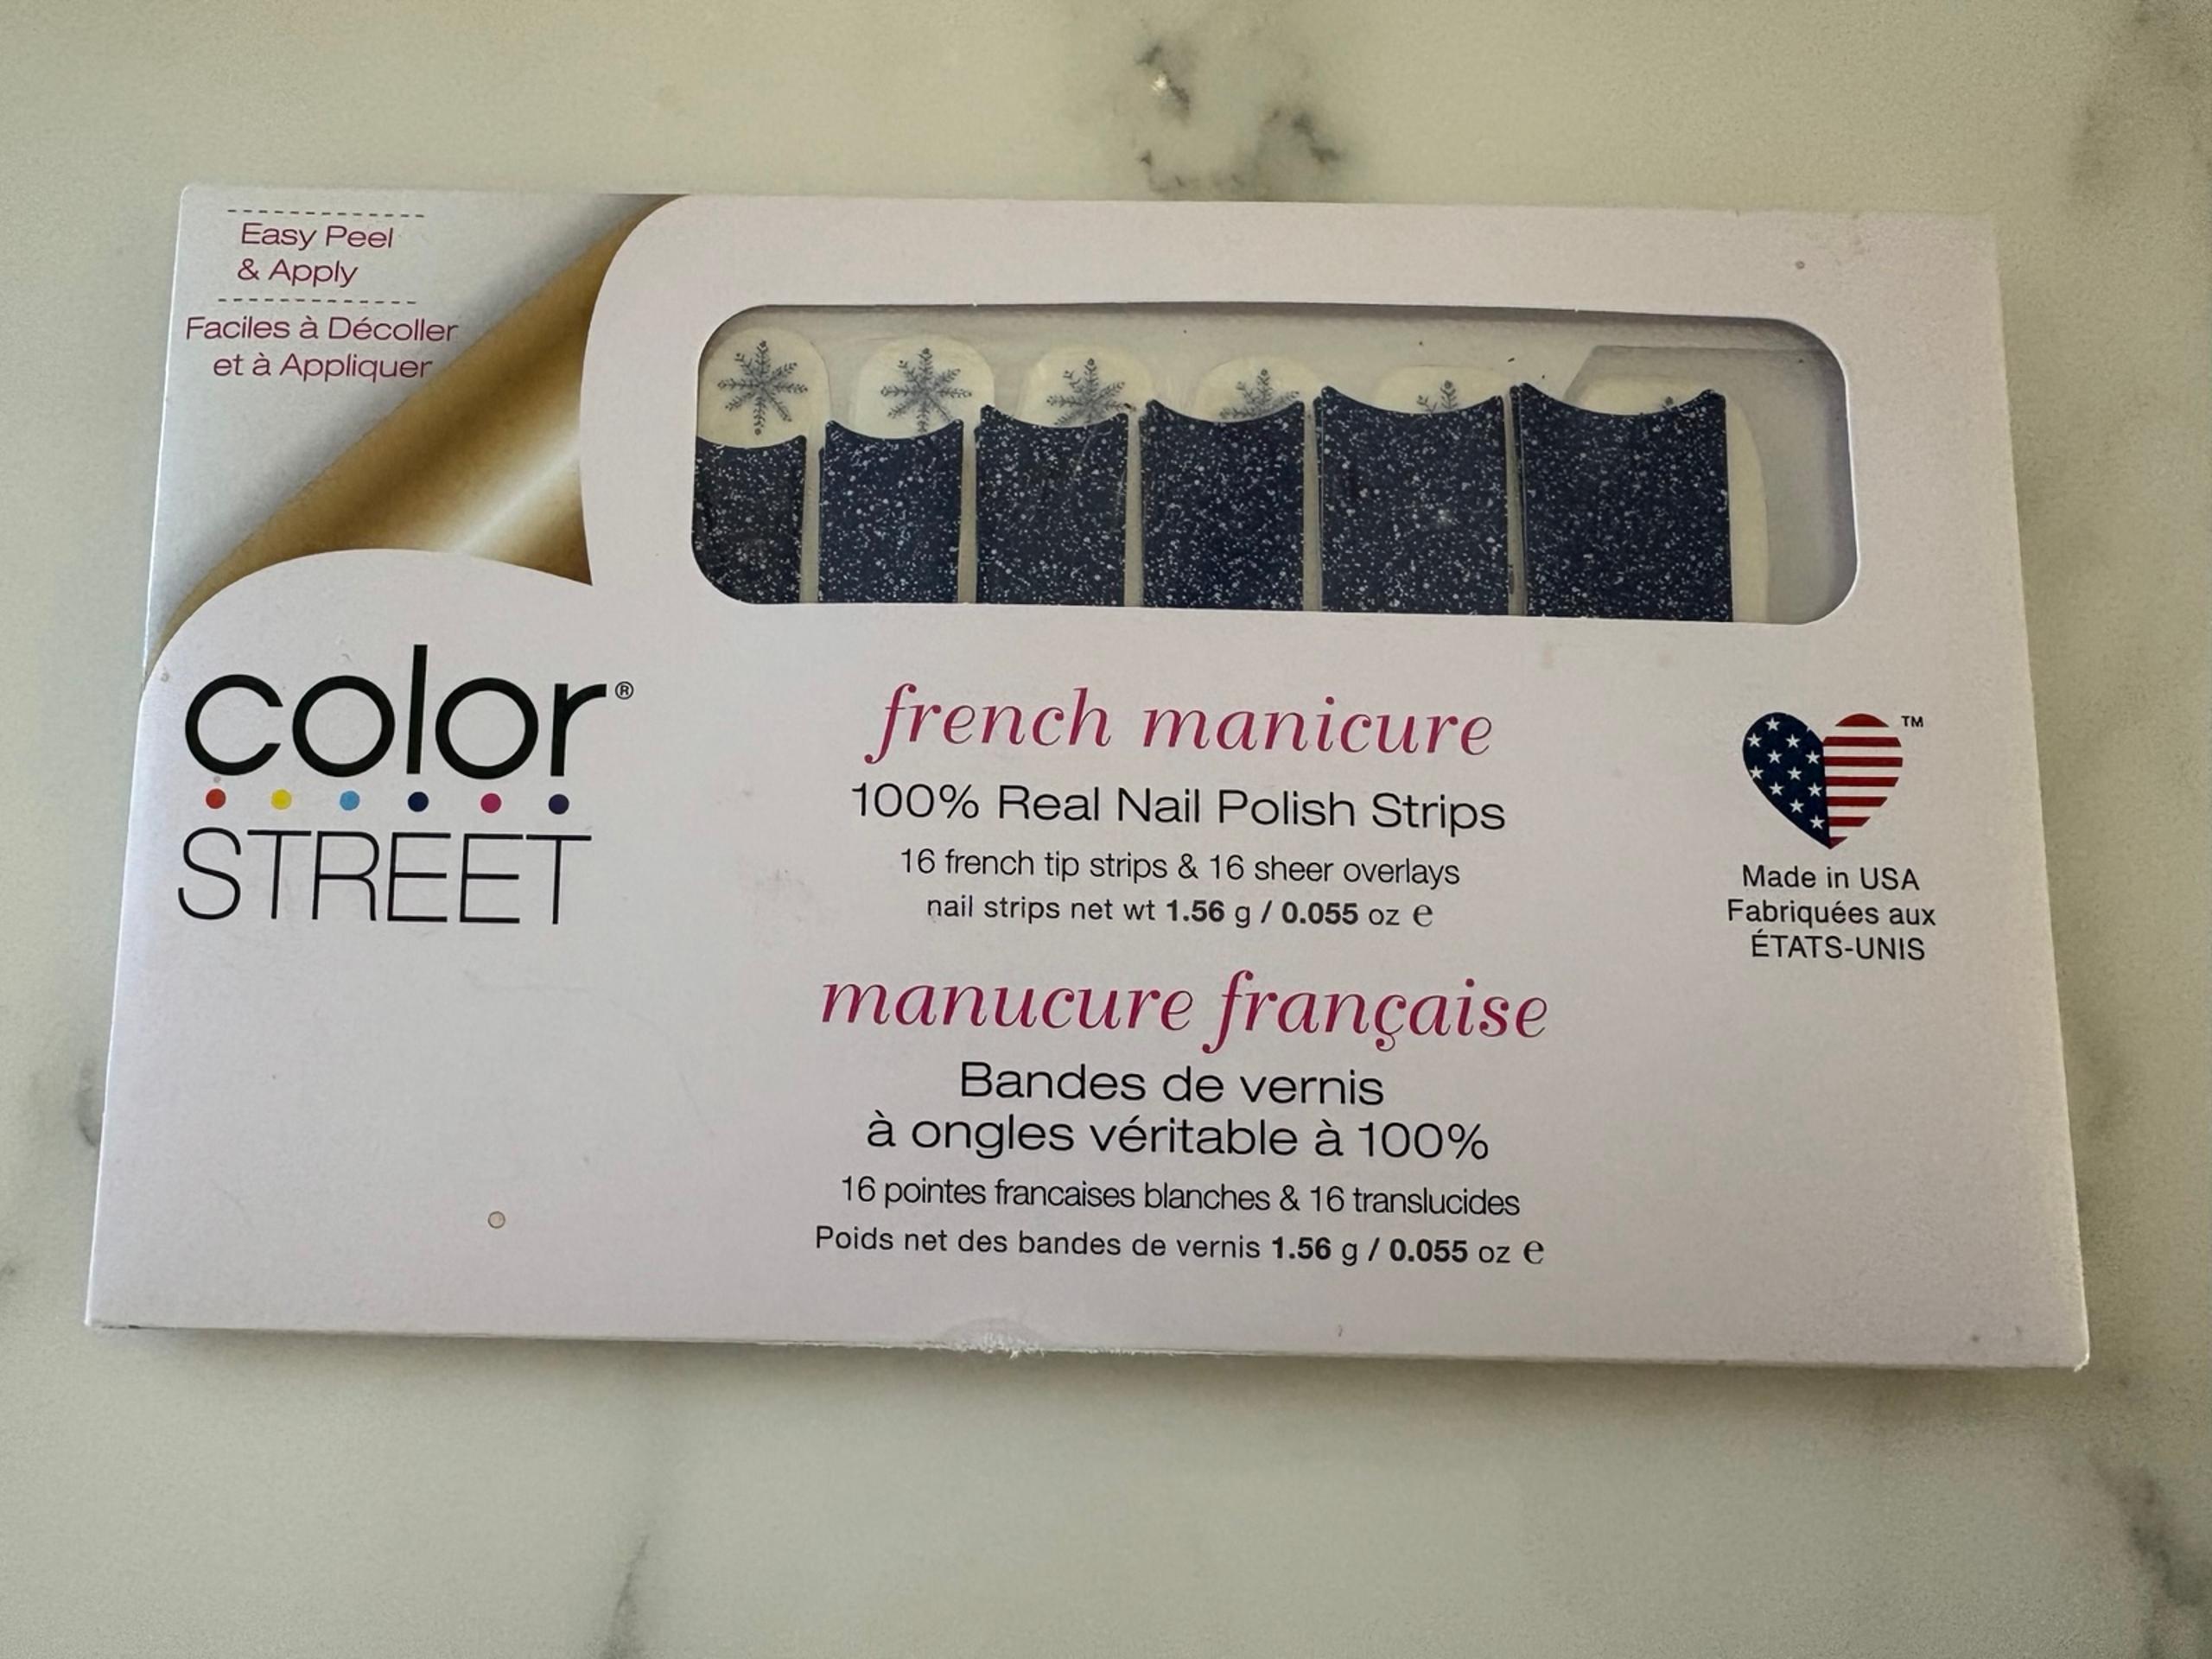 Easy Peel
& Apply
Faciles à Décoller
et à Appliquer
color®
STREET
french manicure
100% Real Nail Polish Strips
16 french tip strips & 16 sheer overlays
nail strips net wt 1.56 g / 0.055 oz e
manucure française
Bandes de vernis
à ongles véritable à 100%
16 pointes francaises blanches & 16 translucides
Poids net des bandes de vernis 1.56 g / 0.055 oz e
TM
Made in USA
Fabriquées aux
ÉTATS-UNIS